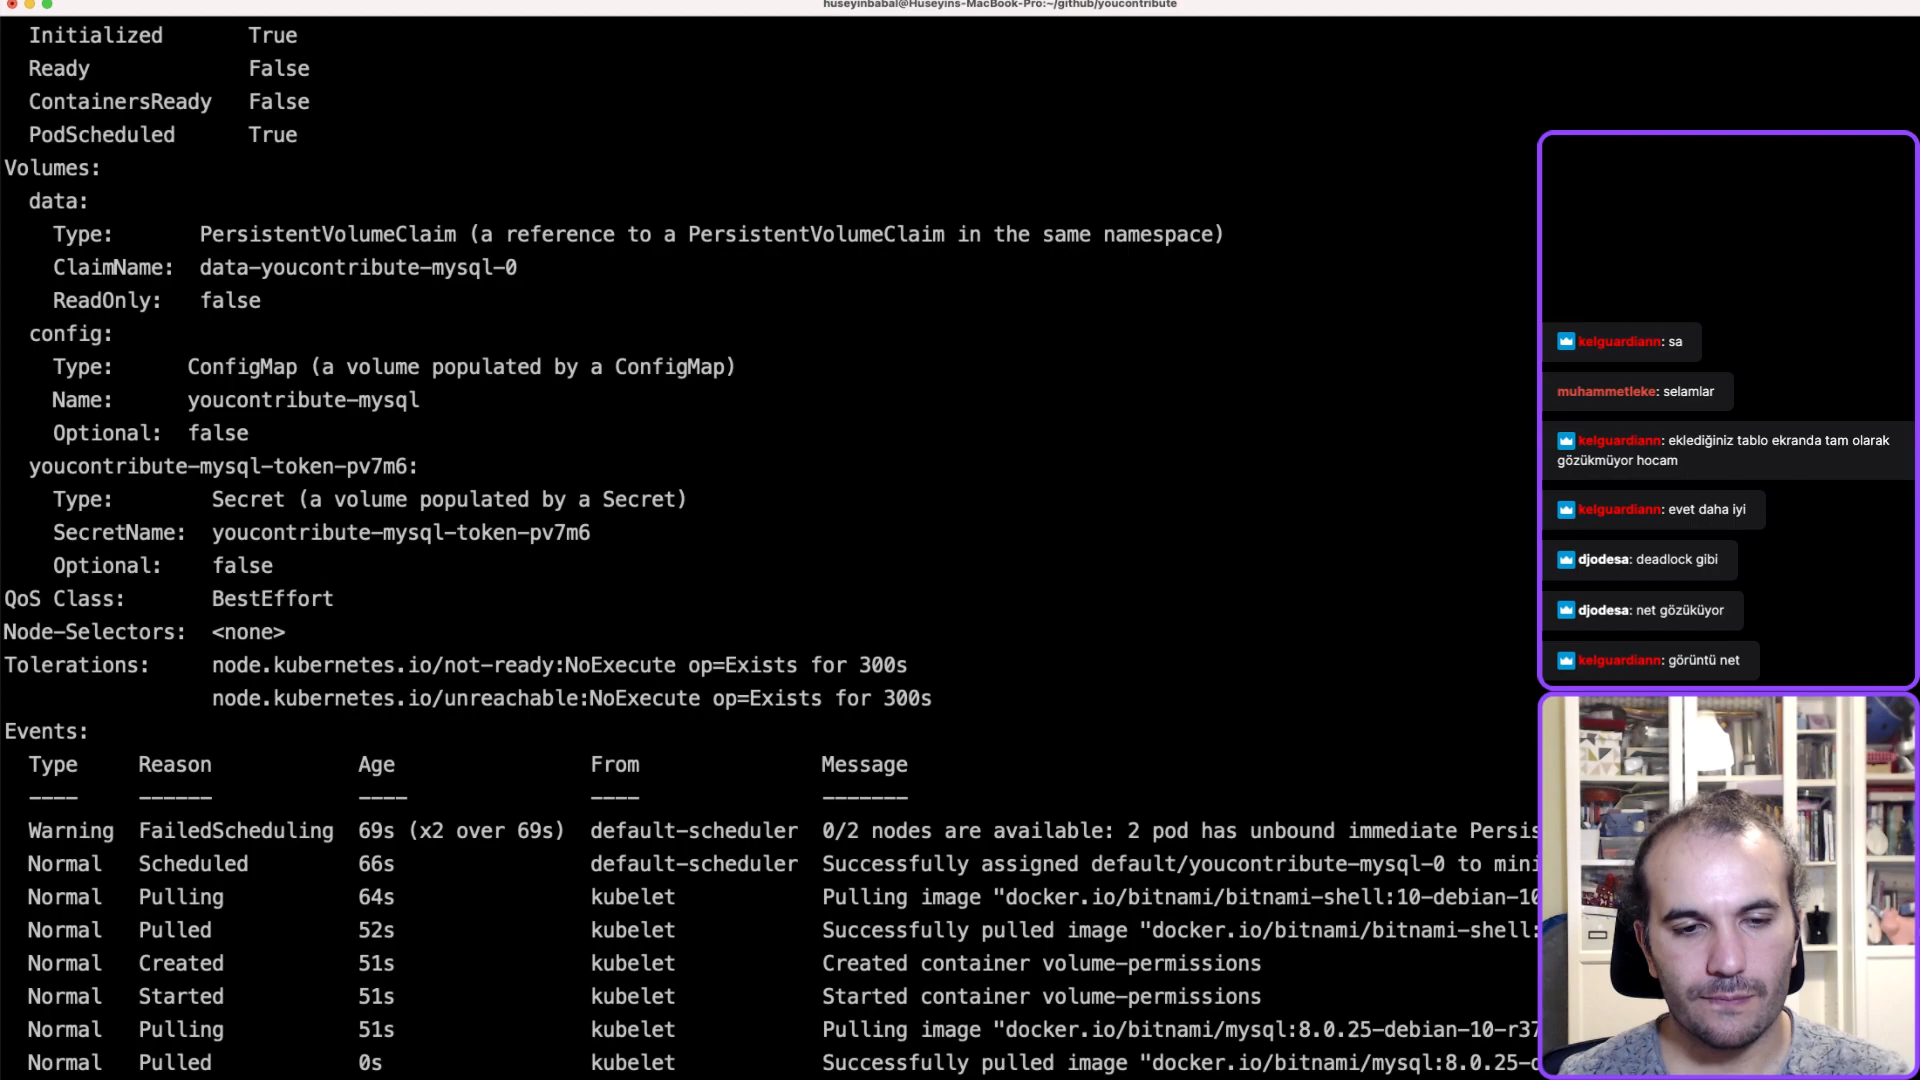 huseyinbabal@Huseyins-MacBook-Pro:~/github/youcontribute
Initialized True
Ready False
ContainersReady False
PodScheduled True
Volumes:
data:
Type: PersistentVolumeClaim (a reference to a PersistentVolumeClaim in the same namespace)
ClaimName: data-youcontribute-mysql-0
ReadOnly: false
config:
Type: ConfigMap (a volume populated by a ConfigMap)
Name: youcontribute-mysql
Optional: false
youcontribute-mysql-token-pv7m6:
Type: Secret (a volume populated by a Secret)
SecretName: youcontribute-mysql-token-pv7m6
Optional: false
QoS Class: BestEffort
Node-Selectors: <none>
Tolerations: node.kubernetes.io/not-ready:NoExecute op=Exists for 300s
node.kubernetes.io/unreachable:NoExecute op=Exists for 300s
Events:
Type Reason Age From Message
---- ------ ---- ---- -------
Warning FailedScheduling 69s (x2 over 69s) default-scheduler 0/2 nodes are available: 2 pod has unbound immediate Persis
Normal Scheduled 66s default-scheduler Successfully assigned default/youcontribute-mysql-0 to mini
Normal Pulling 64s kubelet Pulling image "docker.io/bitnami/bitnami-shell:10-debian-10
Normal Pulled 52s kubelet Successfully pulled image "docker.io/bitnami/bitnami-shell:
Normal Created 51s kubelet Created container volume-permissions
Normal Started 51s kubelet Started container volume-permissions
Normal Pulling 51s kubelet Pulling image "docker.io/bitnami/mysql:8.0.25-debian-10-r37
Normal Pulled 0s kubelet Successfully pulled image "docker.io/bitnami/mysql:8.0.25-d
kelguardiann: sa
muhammetleke: selamlar
kelguardiann: eklediğiniz tablo ekranda tam olarak
gözükmüyor hocam
kelguardiann: evet daha iyi
djodesa: deadlock gibi
djodesa: net gözüküyor
kelguardiann: görüntü net